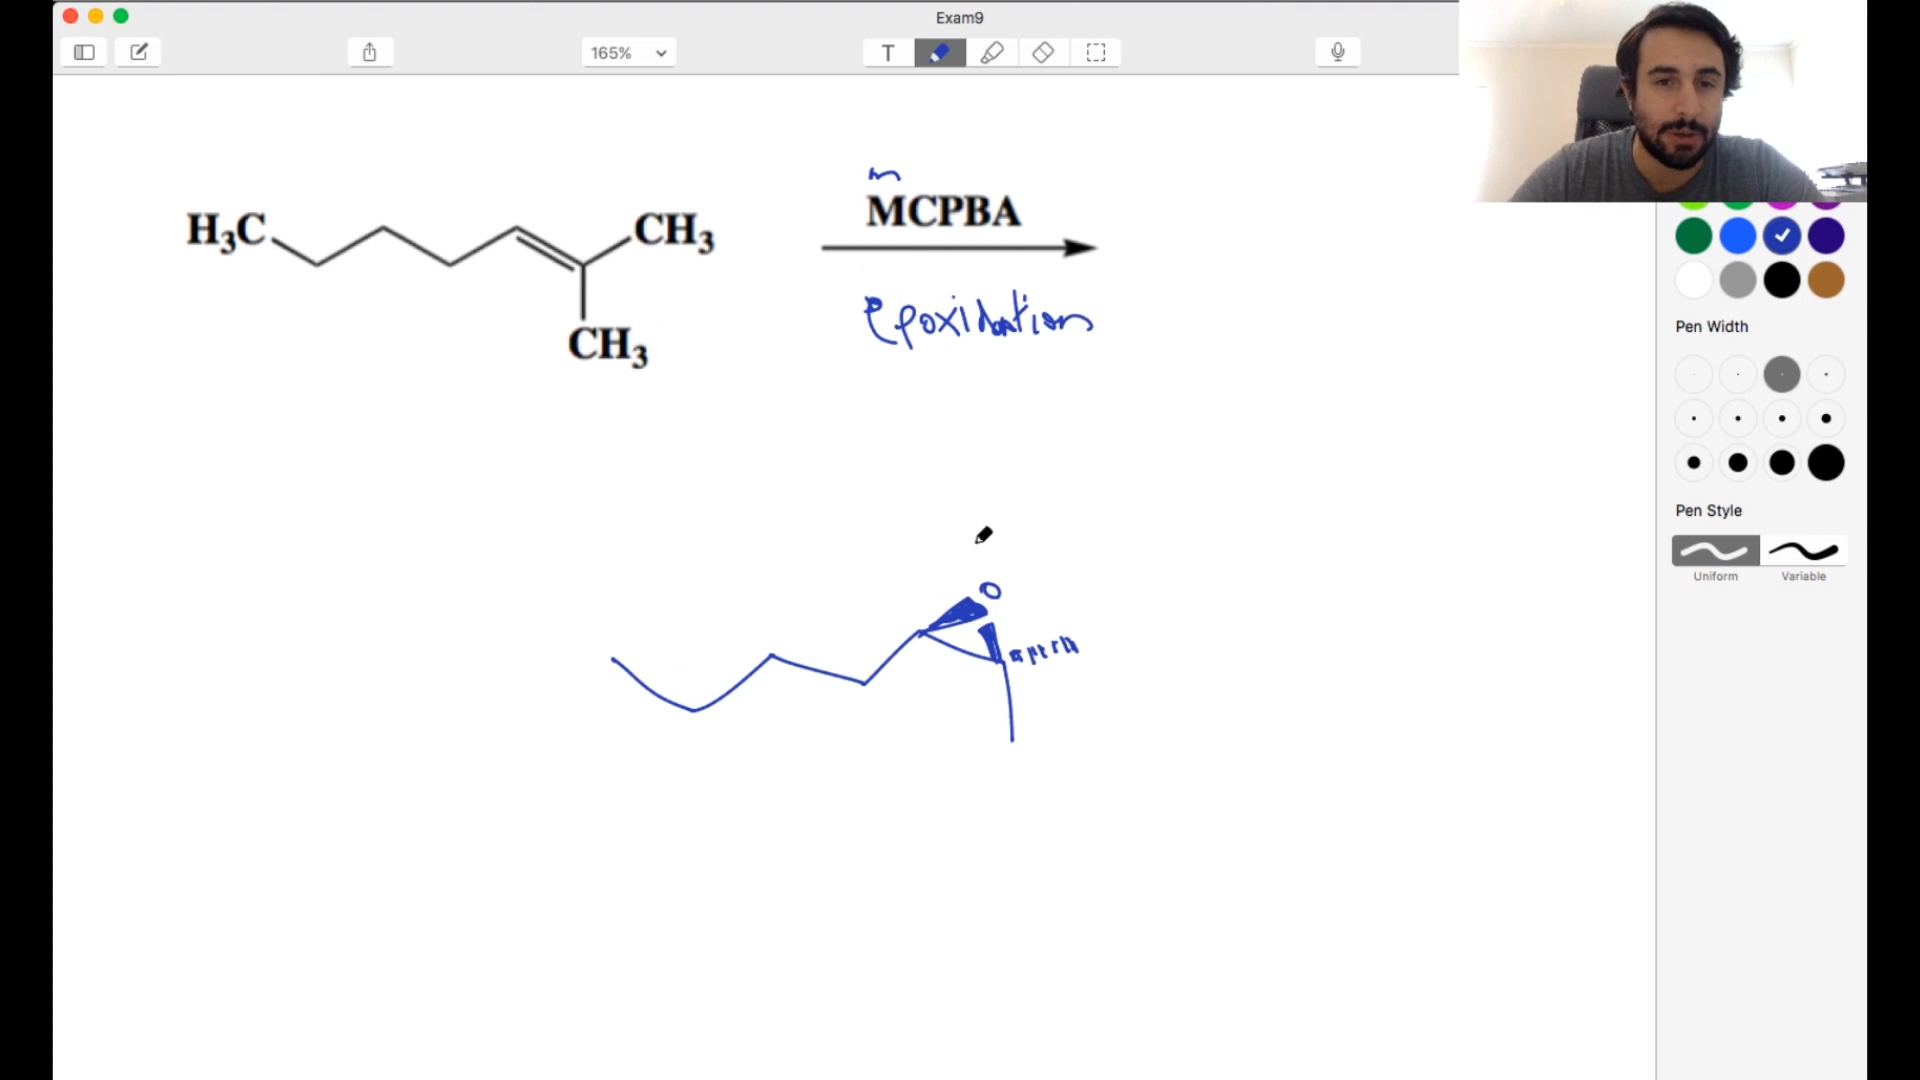 Exam9
165%
T
m
MCPBA
H₃C
CH₃
CH₃
Epoxidation
O
Pen Width
Pen Style
Uniform
Variable